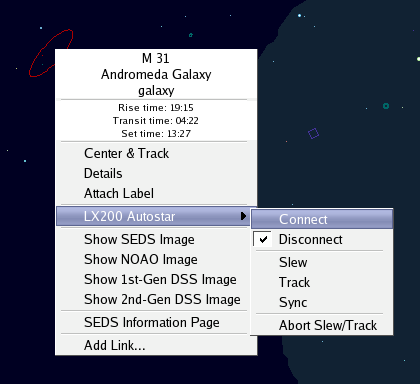 M 31
Andromeda Galaxy
galaxy
Rise time: 19:15
Transit time: 04:22
Set time: 13:27
Center & Track
Details
Attach Label
LX200 Autostar
Show SEDS Image
Show NOAO Image
Show 1st-Gen DSS Image
Show 2nd-Gen DSS Image
SEDS Information Page
Add Link...
Connect
Disconnect
Slew
Track
Sync
Abort Slew/Track